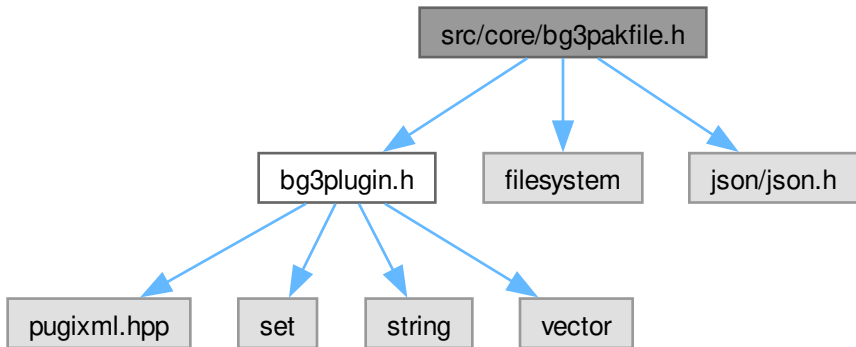 src/core/bg3pakfile.h
bg3plugin.h
filesystem
json/json.h
pugixml.hpp
set
string
vector